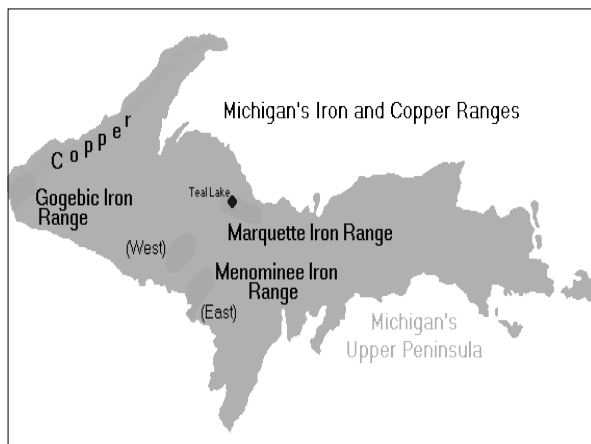 Michigan's Iron and Copper Ranges
Copper
Teal Lake
Gogebic Iron
Range
Marquette Iron Range
(West)
Menominee Iron
Range
(East)
Michigan's
Upper Peninsula